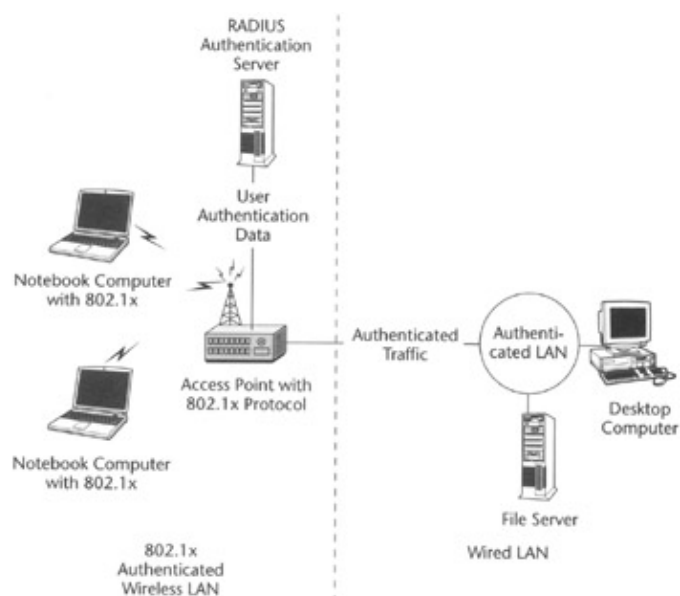 RADIUS
Authentication
Server
User
Authentication
Data
Notebook Computer
with 802.1x
Access Point with
802.1x Protocol
Notebook Computer
with 802.1x
802.1x
Authenticated
Wireless LAN
Authenticated
Traffic
Authenti-
cated LAN
Desktop
Computer
File Server
Wired LAN